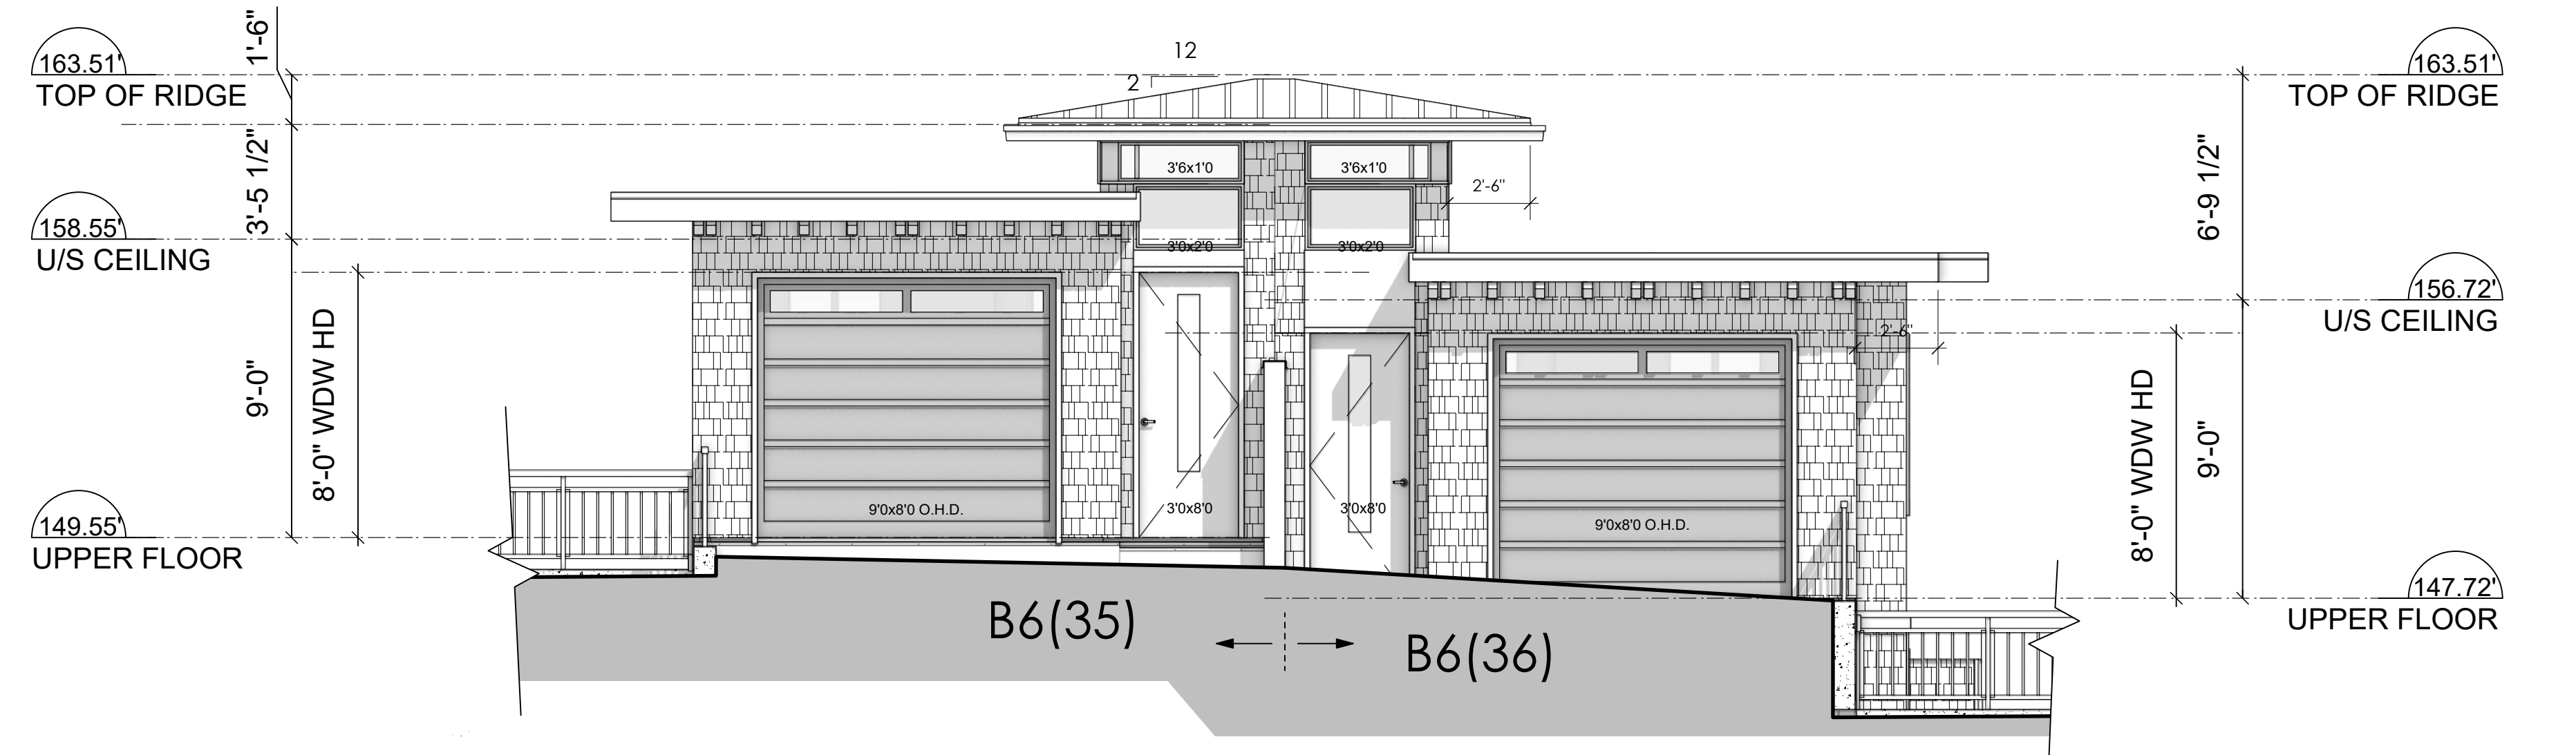 1'-6"
12
2
163.51'
TOP OF RIDGE
163.51'
TOP OF RIDGE
3'-5 1/2"
6'-9 1/2"
3'6x1'0
3'6x1'0
2'-6"
158.55'
U/S CEILING
3'0x2'0
3'0x2'0
156.72'
U/S CEILING
2'-6"
9'-0"
8'-0" WDW HD
8'-0" WDW HD
9'-0"
9'0x8'0 O.H.D.
3'0x8'0
3'0x8'0
9'0x8'0 O.H.D.
149.55'
UPPER FLOOR
147.72'
UPPER FLOOR
B6(35)
B6(36)